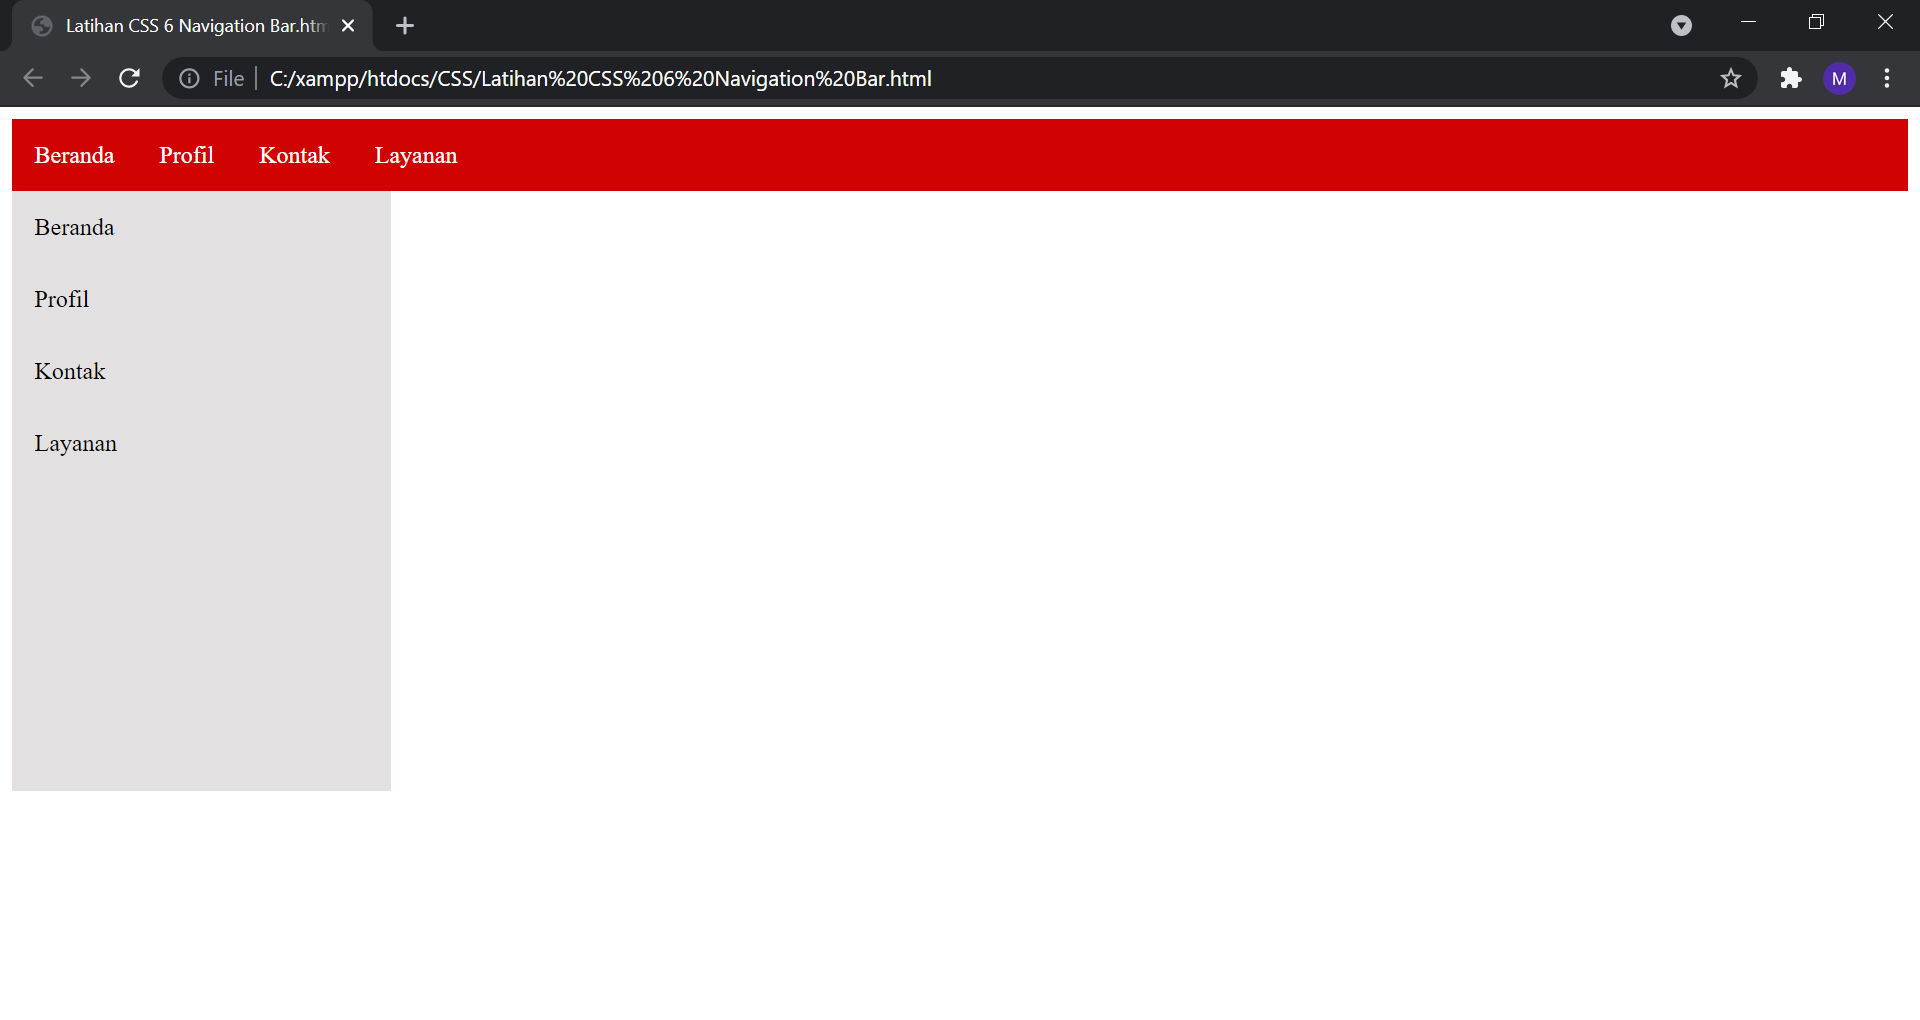 Latihan CSS 6 Navigation Bar.htm
File C:/xampp/htdocs/CSS/Latihan%20CSS%206%20Navigation%20Bar.html
M
Beranda Profil Kontak Layanan
Beranda
Profil
Kontak
Layanan